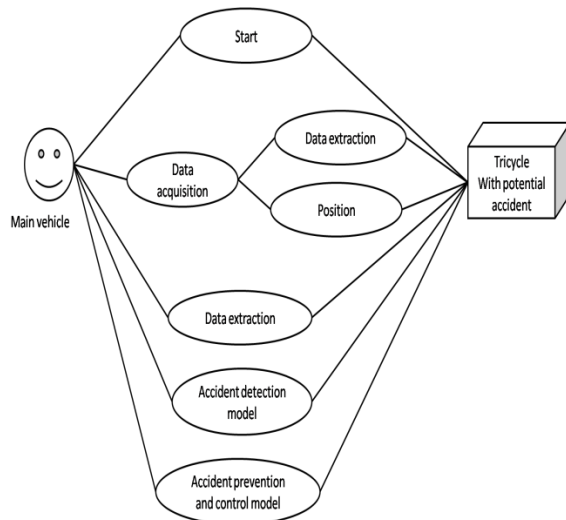 Start
Data extraction
Data
acquisition
Position
Tricycle
With potential
accident
Main vehicle
Data extraction
Accident detection
model
Accident prevention
and control model